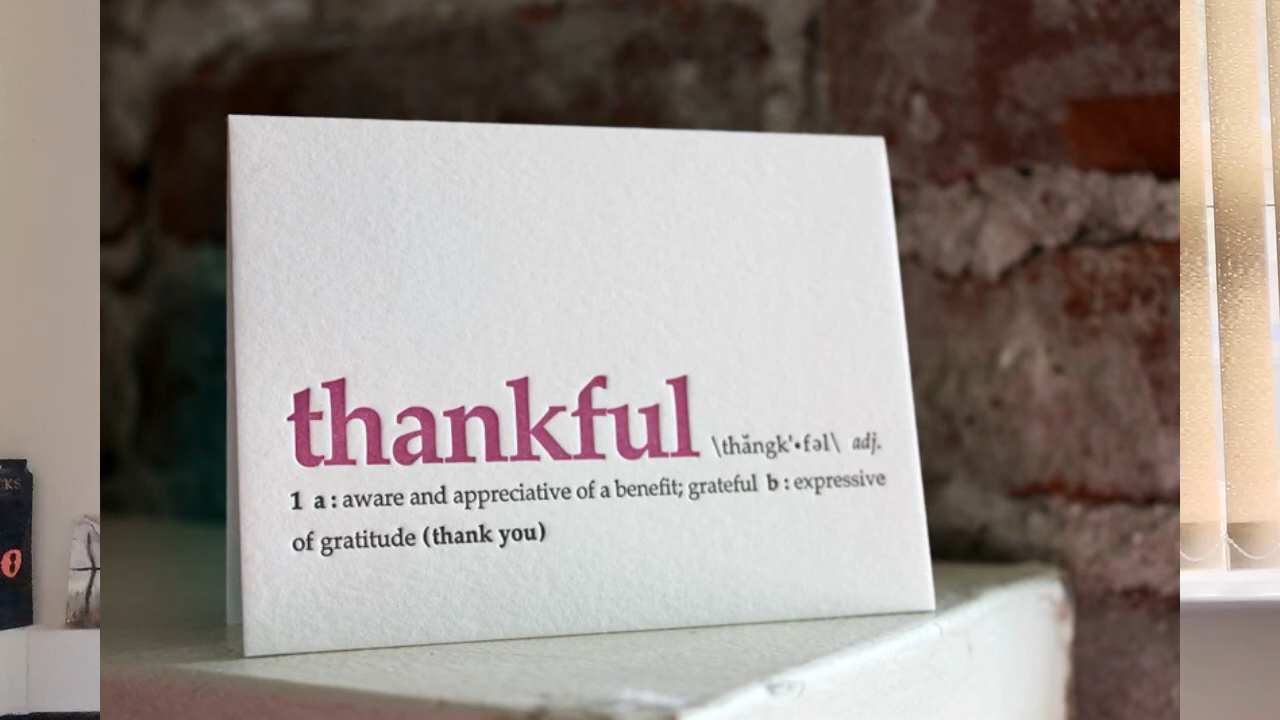 thankful \thăngk'•fəl\ adj.
1 a : aware and appreciative of a benefit; grateful b : expressive
of gratitude (thank you)